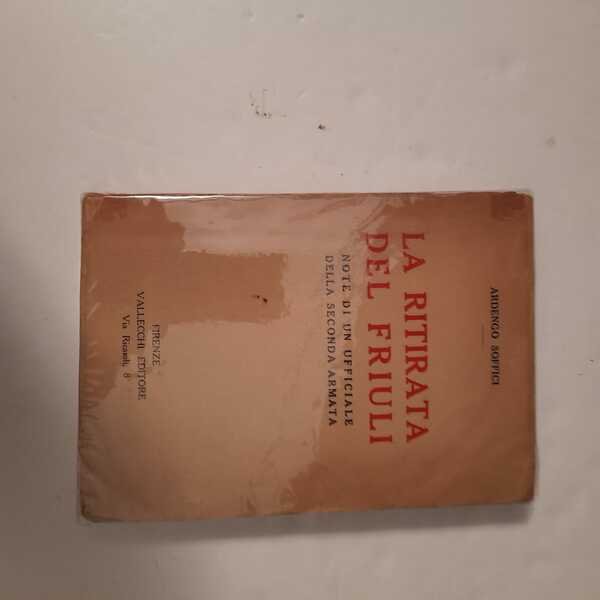 ARDENGO SOFFICI
LA RITIRATA
DEL FRIULI
NOTE DI UN UFFICIALE
DELLA SECONDA ARMATA
FIRENZE
VALLECCHI EDITORE
Via Ricasoli, 8